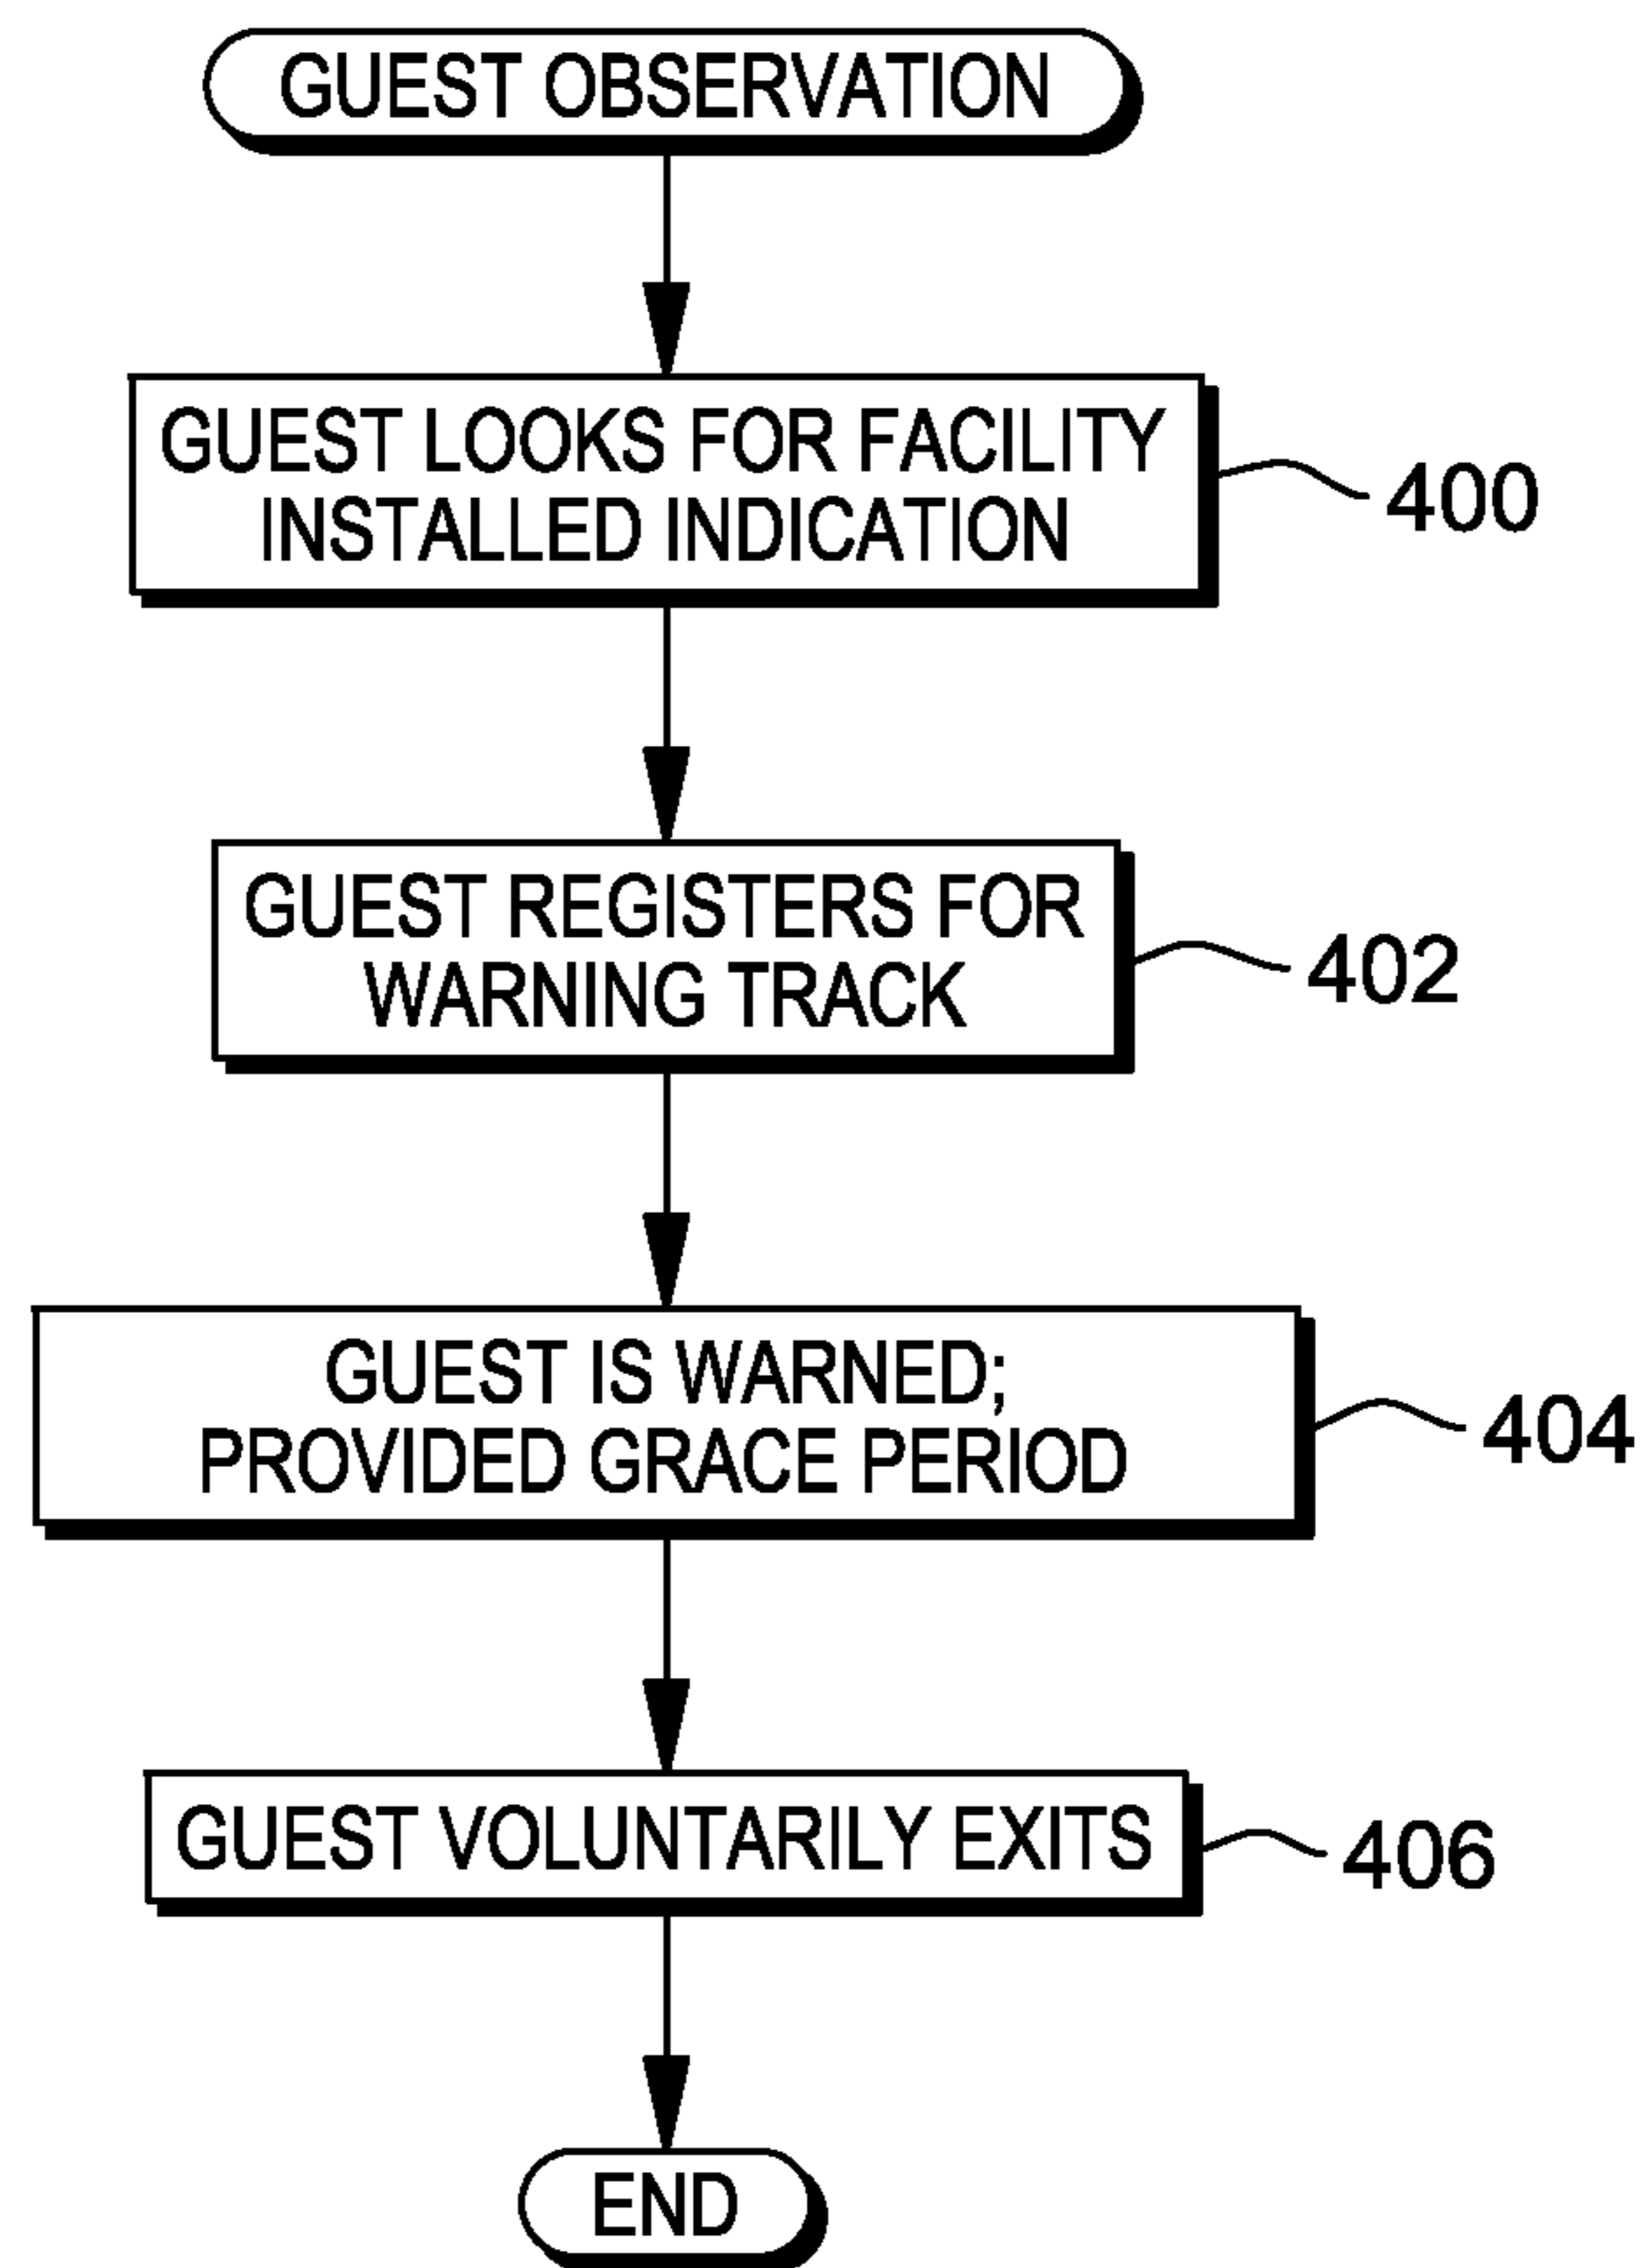 GUEST OBSERVATION
GUEST LOOKS FOR FACILITY
INSTALLED INDICATION
400
GUEST REGISTERS FOR
WARNING TRACK
402
GUEST IS WARNED;
PROVIDED GRACE PERIOD
404
GUEST VOLUNTARILY EXITS
406
END